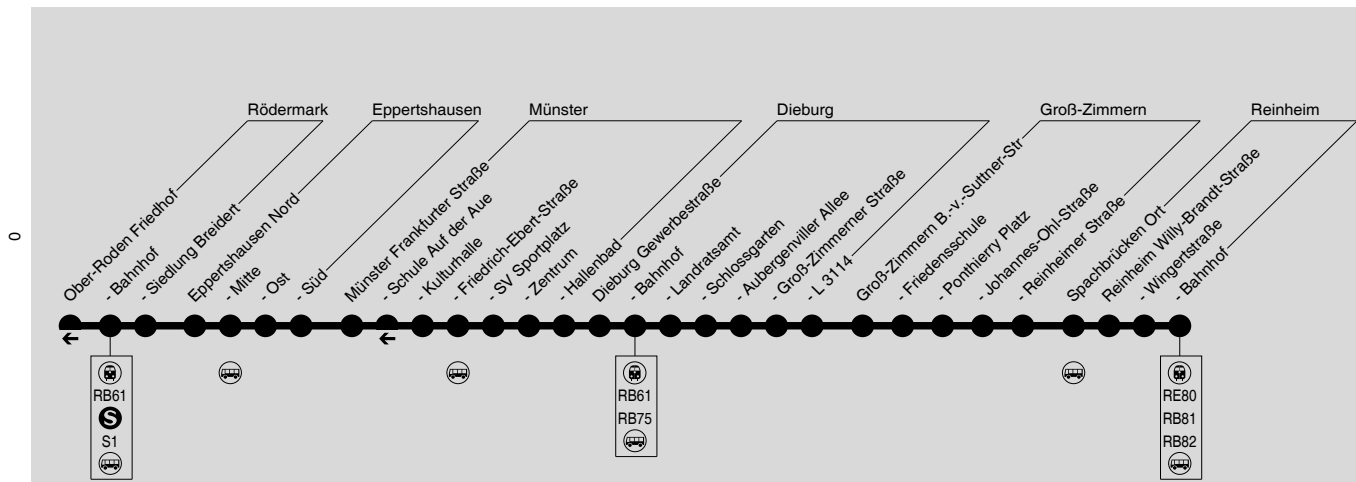 Rödermark
Eppertshausen
Münster
Dieburg
Groß-Zimmern
Reinheim
Ober-Roden Friedhof
- Bahnhof
- Siedlung Breidert
Eppertshausen Nord
- Mitte
- Ost
- Süd
Münster Frankfurter Straße
- Schule Auf der Aue
- Kulturhalle
- Friedrich-Ebert-Straße
- SV Sportplatz
- Zentrum
- Hallenbad
Dieburg Gewerbestraße
- Bahnhof
- Landratsamt
- Schlossgarten
- Aubergenviller Allee
- Groß-Zimmerner Straße
- L 3114
Groß-Zimmern B.-v.-Suttner-Str
- Friedensschule
- Ponthierry Platz
- Johannes-Ohl-Straße
- Reinheimer Straße
Spachbrücken Ort
Reinheim Willy-Brandt-Straße
- Wingertstraße
- Bahnhof
0
RB61
S
S1
RB61
RB75
RE80
RB81
RB82